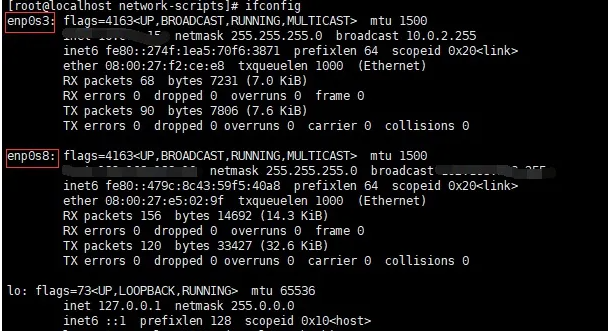 [root@localhost network-scripts]# ifconfig
enp0s3: flags=4163<UP,BROADCAST,RUNNING,MULTICAST> mtu 1500
netmask 255.255.255.0 broadcast 10.0.2.255
inet6 fe80::274f:1ea5:70f6:3871 prefixlen 64 scopeid 0x20<link>
ether 08:00:27:f2:ce:e8 txqueuelen 1000 (Ethernet)
RX packets 68 bytes 7231 (7.0 KiB)
RX errors 0 dropped 0 overruns 0 frame 0
TX packets 90 bytes 7806 (7.6 KiB)
TX errors 0 dropped 0 overruns 0 carrier 0 collisions 0
enp0s8: flags=4163<UP,BROADCAST,RUNNING,MULTICAST> mtu 1500
netmask 255.255.255.0 broadcast
inet6 fe80::479c:8c43:59f5:40a8 prefixlen 64 scopeid 0x20<link>
ether 08:00:27:e5:02:9f txqueuelen 1000 (Ethernet)
RX packets 156 bytes 14692 (14.3 KiB)
RX errors 0 dropped 0 overruns 0 frame 0
TX packets 120 bytes 33427 (32.6 KiB)
TX errors 0 dropped 0 overruns 0 carrier 0 collisions 0
lo: flags=73<UP,LOOPBACK,RUNNING> mtu 65536
inet 127.0.0.1 netmask 255.0.0.0
inet6 ::1 prefixlen 128 scopeid 0x10<host>